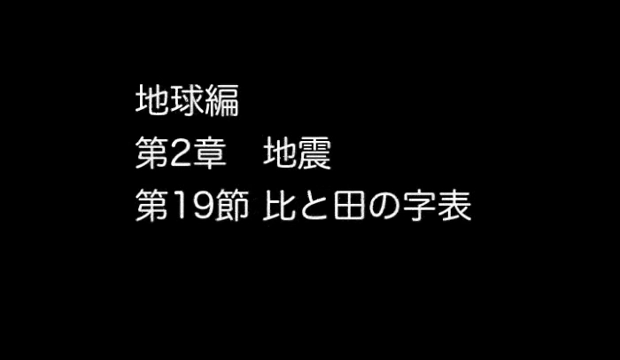 地球編
第2章　地震
第19節 比と田の字表